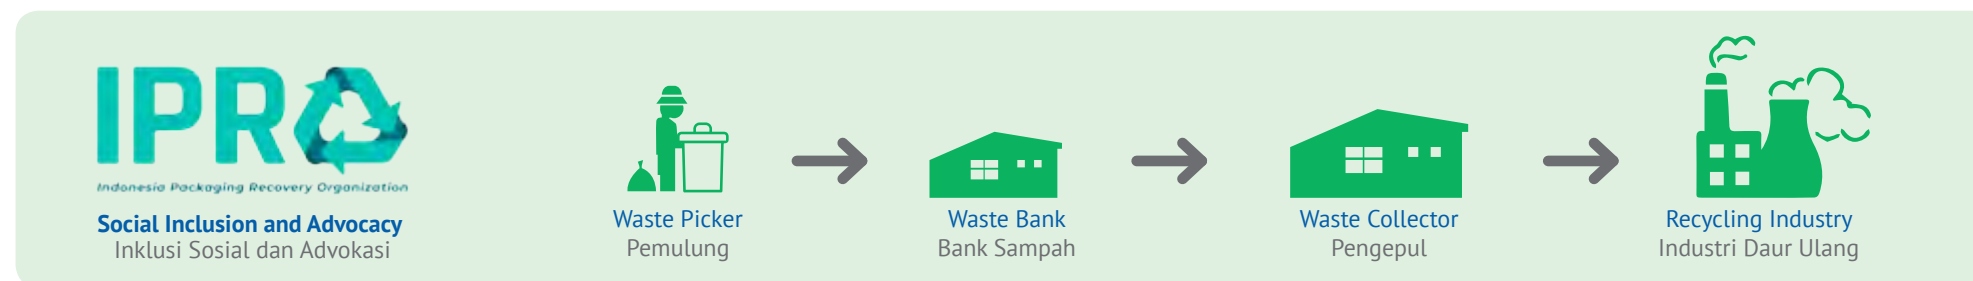 IPRO
Indonesia Packaging Recovery Organization
Social Inclusion and Advocacy
Inklusi Sosial dan Advokasi
Waste Picker
Pemulung
Waste Bank
Bank Sampah
Waste Collector
Pengepul
Recycling Industry
Industri Daur Ulang